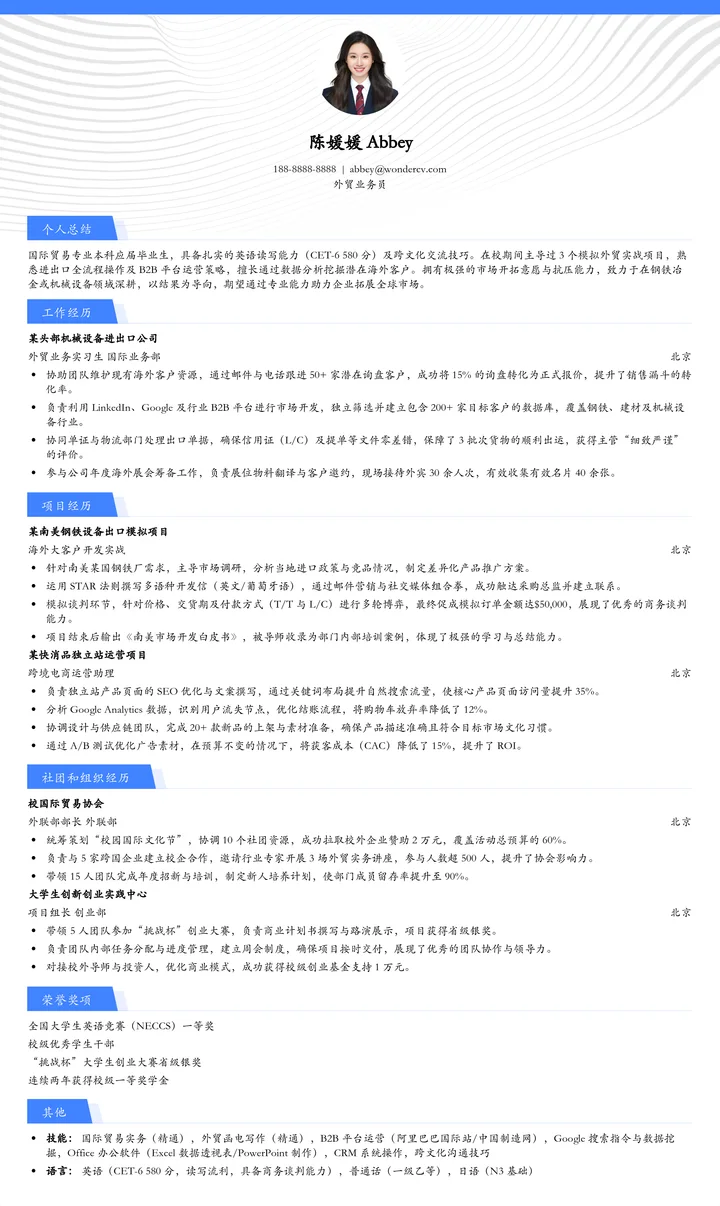 陈媛媛 Abbey
188-8888-8888 | abbey@wondercv.com
外贸业务员
个人总结
国际贸易专业本科应届毕业生，具备扎实的英语读写能力（CET-6 580 分）及跨文化交流技巧。在校期间主导过 3 个模拟外贸实战项目，熟
悉进出口全流程操作及 B2B 平台运营策略，擅长通过数据分析挖掘潜在海外客户。拥有极强的市场开拓意愿与抗压能力，致力于在钢铁冶
金或机械设备领域深耕，以结果为导向，期望通过专业能力助力企业拓展全球市场。
工作经历
某头部机械设备进出口公司
外贸业务实习生 国际业务部 北京
• 协助团队维护现有海外客户资源，通过邮件与电话跟进 50+ 家潜在询盘客户，成功将 15% 的询盘转化为正式报价，提升了销售漏斗的转
化率。
• 负责利用 LinkedIn、Google 及行业 B2B 平台进行市场开发，独立筛选并建立包含 200+ 家目标客户的数据库，覆盖钢铁、建材及机械设
备行业。
• 协同单证与物流部门处理出口单据，确保信用证（L/C）及提单等文件零差错，保障了 3 批次货物的顺利出运，获得主管“细致严谨”
的评价。
• 参与公司年度海外展会筹备工作，负责展位物料翻译与客户邀约，现场接待外宾 30 余人次，有效收集有效名片 40 余张。
项目经历
某南美钢铁设备出口模拟项目
海外大客户开发实战 北京
• 针对南美某国钢铁厂需求，主导市场调研，分析当地进口政策与竞品情况，制定差异化产品推广方案。
• 运用 STAR 法则撰写多语种开发信（英文/葡萄牙语），通过邮件营销与社交媒体组合拳，成功触达采购总监并建立联系。
• 模拟谈判环节，针对价格、交货期及付款方式（T/T 与 L/C）进行多轮博弈，最终促成模拟订单金额达$50,000，展现了优秀的商务谈判
能力。
• 项目结束后输出《南美市场开发白皮书》，被导师收录为部门内部培训案例，体现了极强的学习与总结能力。
某快消品独立站运营项目
跨境电商运营助理 北京
• 负责独立站产品页面的 SEO 优化与文案撰写，通过关键词布局提升自然搜索流量，使核心产品页面访问量提升 35%。
• 分析 Google Analytics 数据，识别用户流失节点，优化结账流程，将购物车放弃率降低了 12%。
• 协调设计与供应链团队，完成 20+ 款新品的上架与素材准备，确保产品描述准确且符合目标市场文化习惯。
• 通过 A/B 测试优化广告素材，在预算不变的情况下，将获客成本（CAC）降低了 15%，提升了 ROI。
社团和组织经历
校国际贸易协会
外联部部长 外联部 北京
• 统筹策划“校园国际文化节”，协调 10 个社团资源，成功拉取校外企业赞助 2 万元，覆盖活动总预算的 60%。
• 负责与 5 家跨国企业建立校企合作，邀请行业专家开展 3 场外贸实务讲座，参与人数超 500 人，提升了协会影响力。
• 带领 15 人团队完成年度招新与培训，制定新人培养计划，使部门成员留存率提升至 90%。
大学生创新创业实践中心
项目组长 创业部 北京
• 带领 5 人团队参加“挑战杯”创业大赛，负责商业计划书撰写与路演展示，项目获得省级银奖。
• 负责团队内部任务分配与进度管理，建立周会制度，确保项目按时交付，展现了优秀的团队协作与领导力。
• 对接校外导师与投资人，优化商业模式，成功获得校级创业基金支持 1 万元。
荣誉奖项
全国大学生英语竞赛（NECCS）一等奖
校级优秀学生干部
“挑战杯”大学生创业大赛省级银奖
连续两年获得校级一等奖学金
其他
• 技能： 国际贸易实务（精通），外贸函电写作（精通），B2B 平台运营（阿里巴巴国际站/中国制造网），Google 搜索指令与数据挖
掘，Office 办公软件（Excel 数据透视表/PowerPoint 制作），CRM 系统操作，跨文化沟通技巧
• 语言： 英语（CET-6 580 分，读写流利，具备商务谈判能力），普通话（一级乙等），日语（N3 基础）